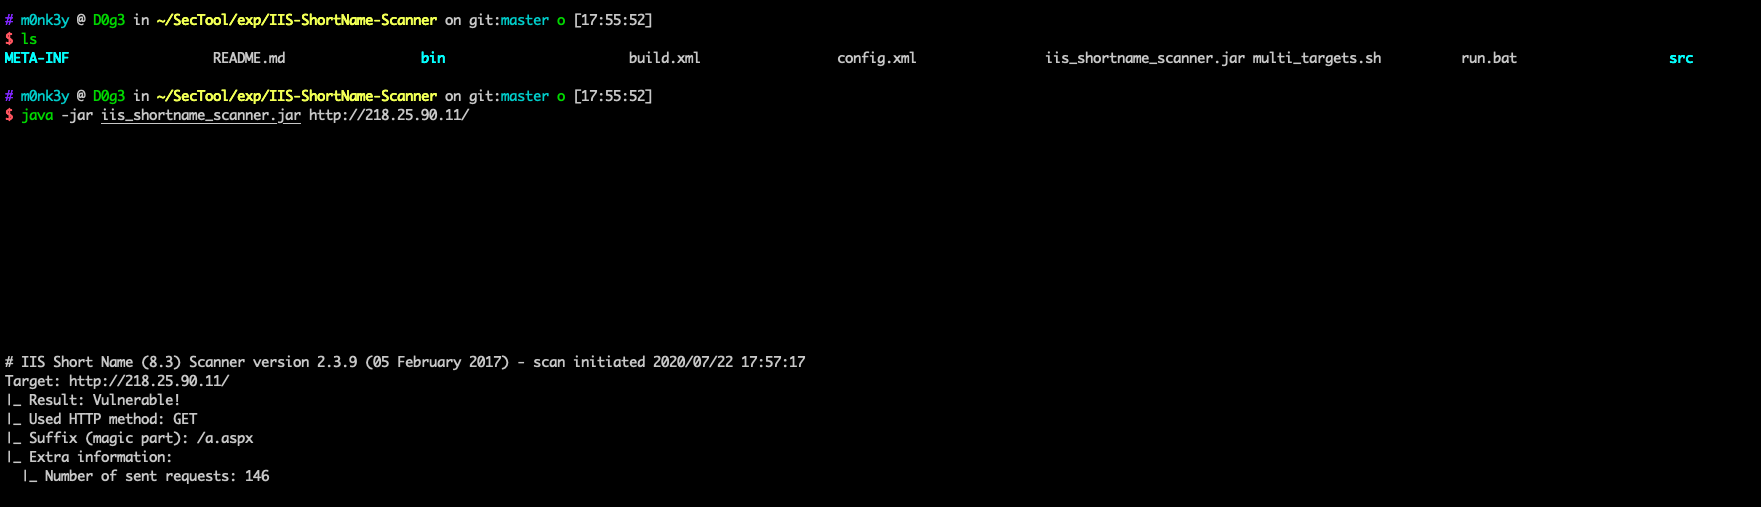 # m0nk3y @ D0g3 in ~/SecTool/exp/IIS-ShortName-Scanner on git:master o [17:55:52]
$ ls
META-INF README.md bin build.xml config.xml iis_shortname_scanner.jar multi_targets.sh run.bat src
# m0nk3y @ D0g3 in ~/SecTool/exp/IIS-ShortName-Scanner on git:master o [17:55:52]
$ java -jar iis_shortname_scanner.jar http://218.25.90.11/
# IIS Short Name (8.3) Scanner version 2.3.9 (05 February 2017) - scan initiated 2020/07/22 17:57:17
Target: http://218.25.90.11/
|_ Result: Vulnerable!
|_ Used HTTP method: GET
|_ Suffix (magic part): /a.aspx
|_ Extra information:
  |_ Number of sent requests: 146